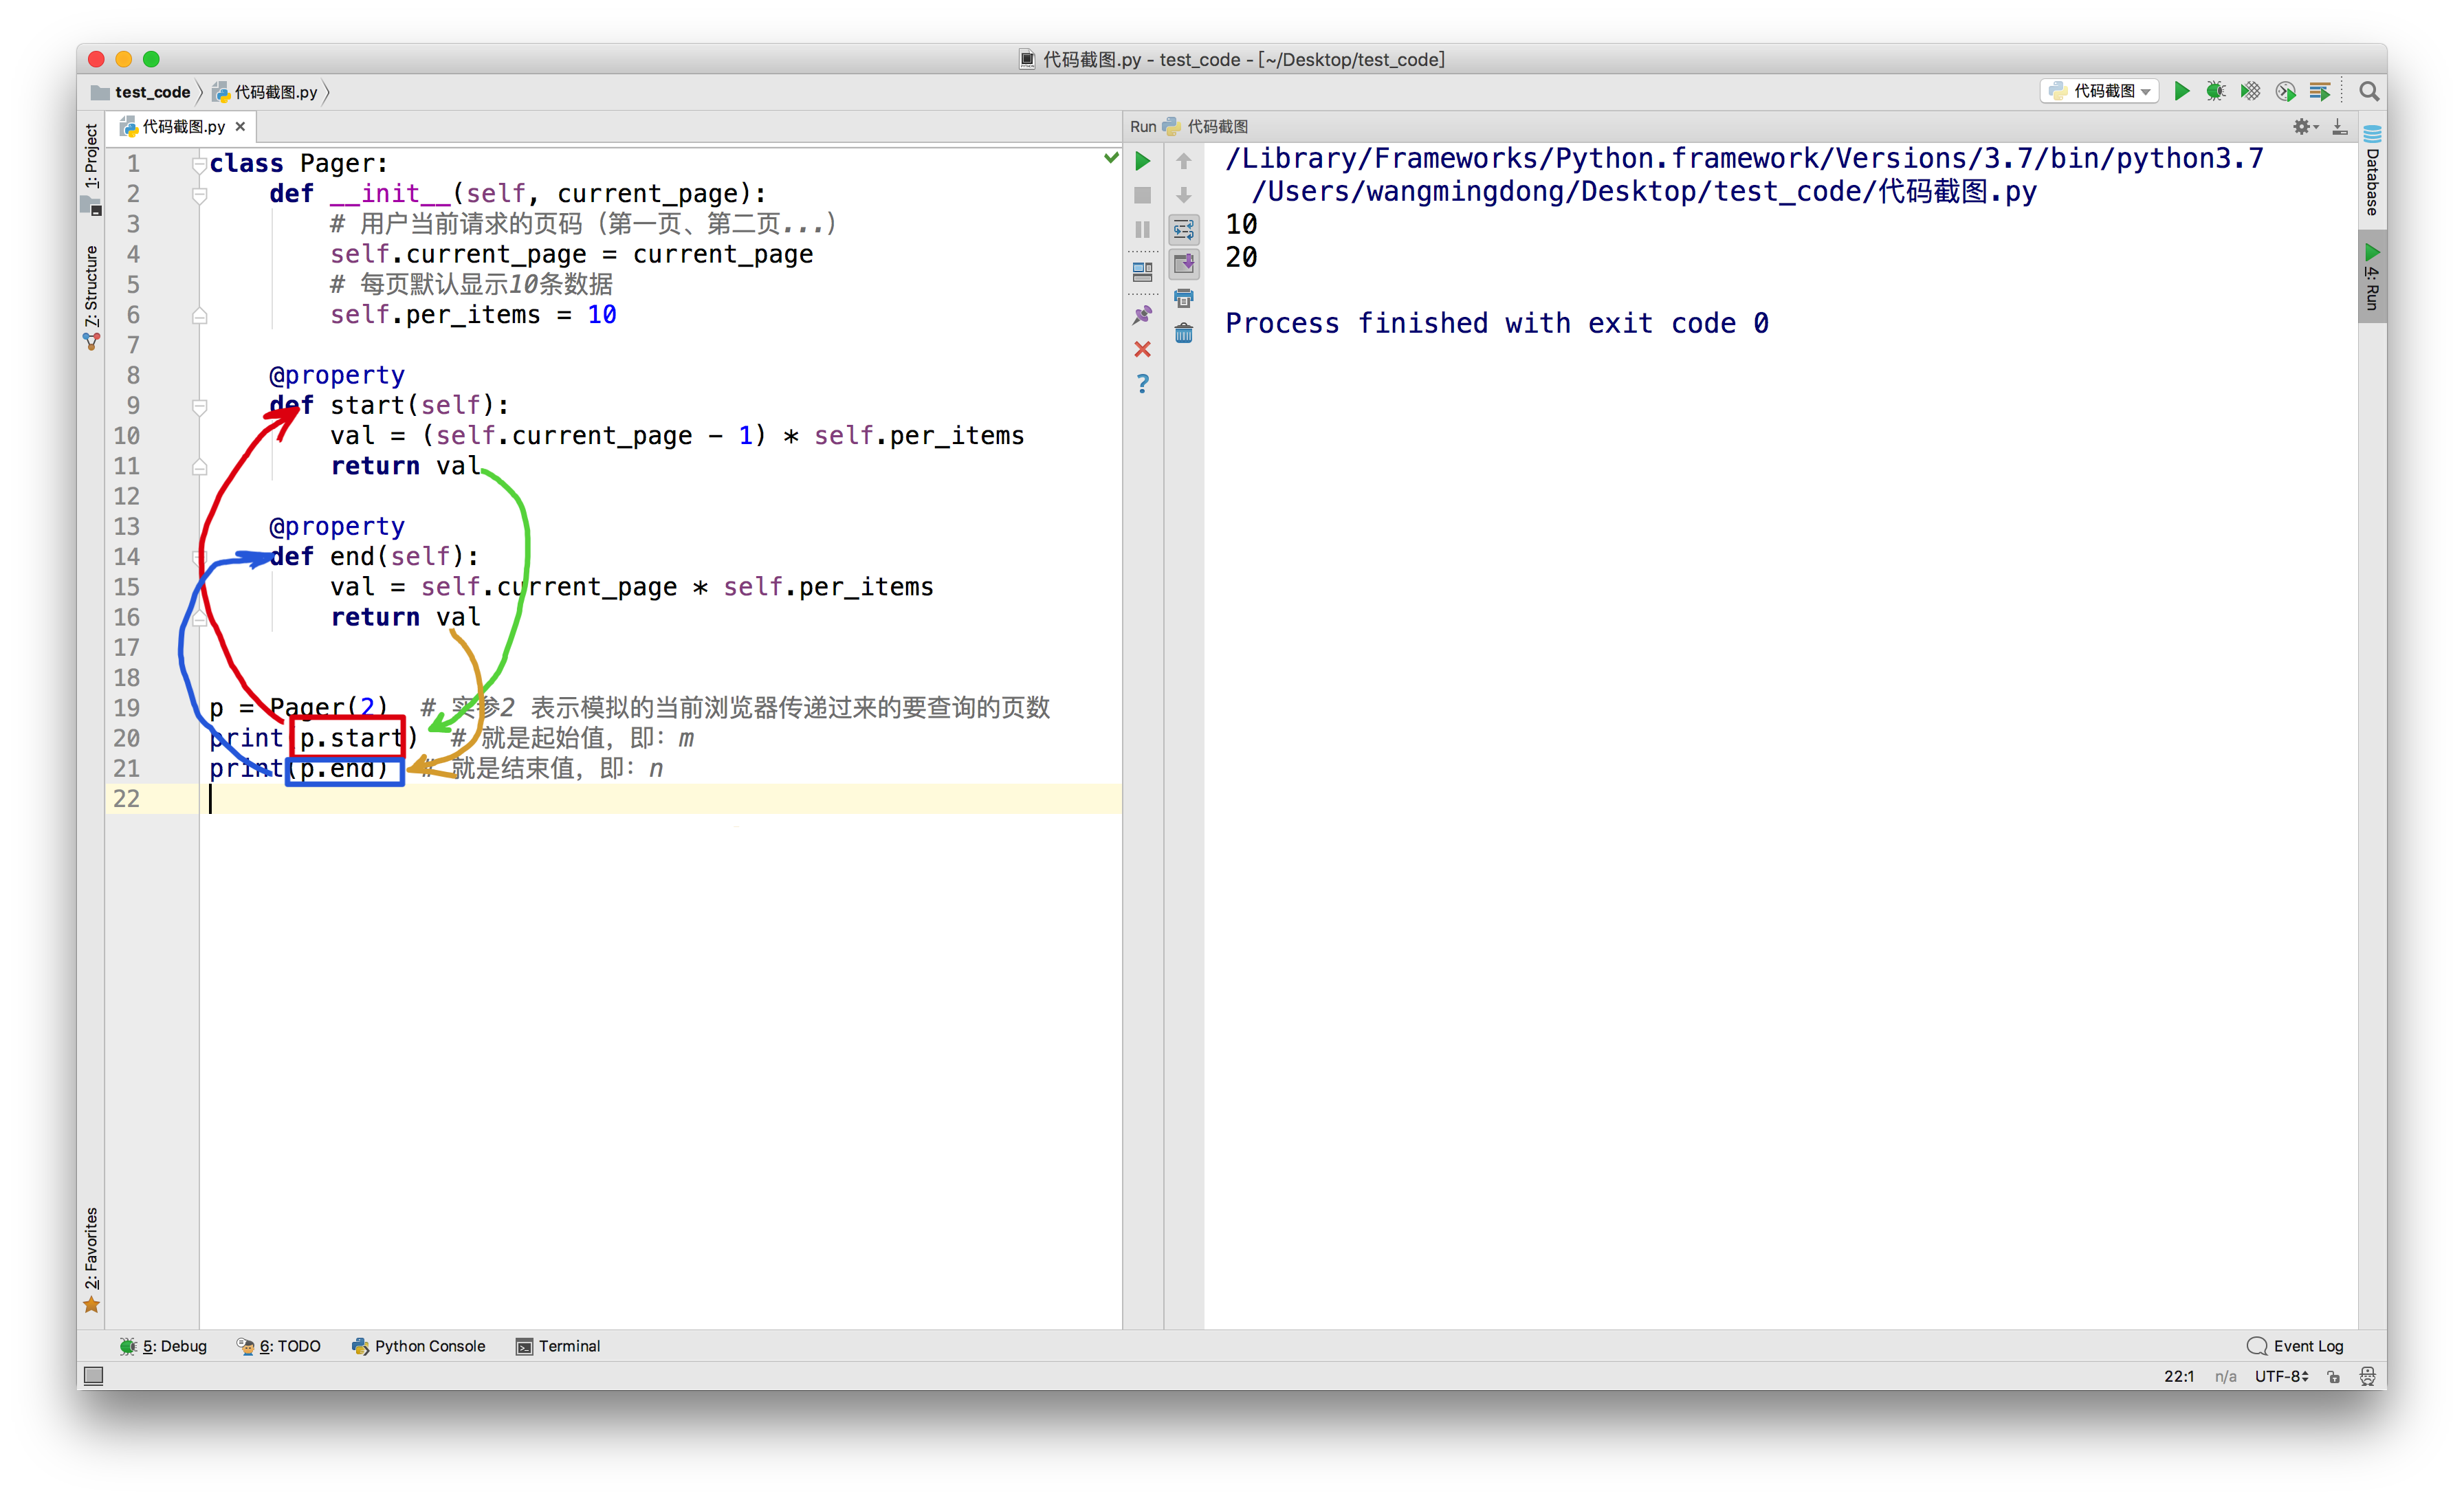 代码截图.py - test_code - [~/Desktop/test_code]
test_code 代码截图.py
代码截图
代码截图.py
Run 代码截图
1: Project
7: Structure
2: Favorites
Database
4: Run
1 class Pager:
2     def __init__(self, current_page):
3         # 用户当前请求的页码（第一页、第二页...）
4         self.current_page = current_page
5         # 每页默认显示10条数据
6         self.per_items = 10
7
8     @property
9     def start(self):
10         val = (self.current_page - 1) * self.per_items
11         return val
12
13     @property
14     def end(self):
15         val = self.current_page * self.per_items
16         return val
17
18
19 p = Pager(2)  # 实参2 表示模拟的当前浏览器传递过来的要查询的页数
20 print(p.start)  # 就是起始值，即：m
21 print(p.end)  # 就是结束值，即：n
22
/Library/Frameworks/Python.framework/Versions/3.7/bin/python3.7
/Users/wangmingdong/Desktop/test_code/代码截图.py
10
20
Process finished with exit code 0
5: Debug 6: TODO Python Console Terminal Event Log
22:1 n/a UTF-8